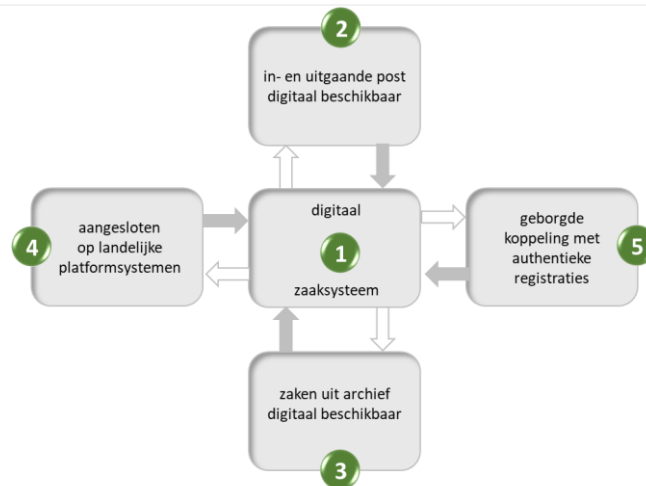 2
in- en uitgaande post
digitaal beschikbaar
4
aangesloten
op landelijke
platformsystemen
digitaal
1
zaaksysteem
geborgde
koppeling met
authentieke
registraties
5
zaken uit archief
digitaal beschikbaar
3